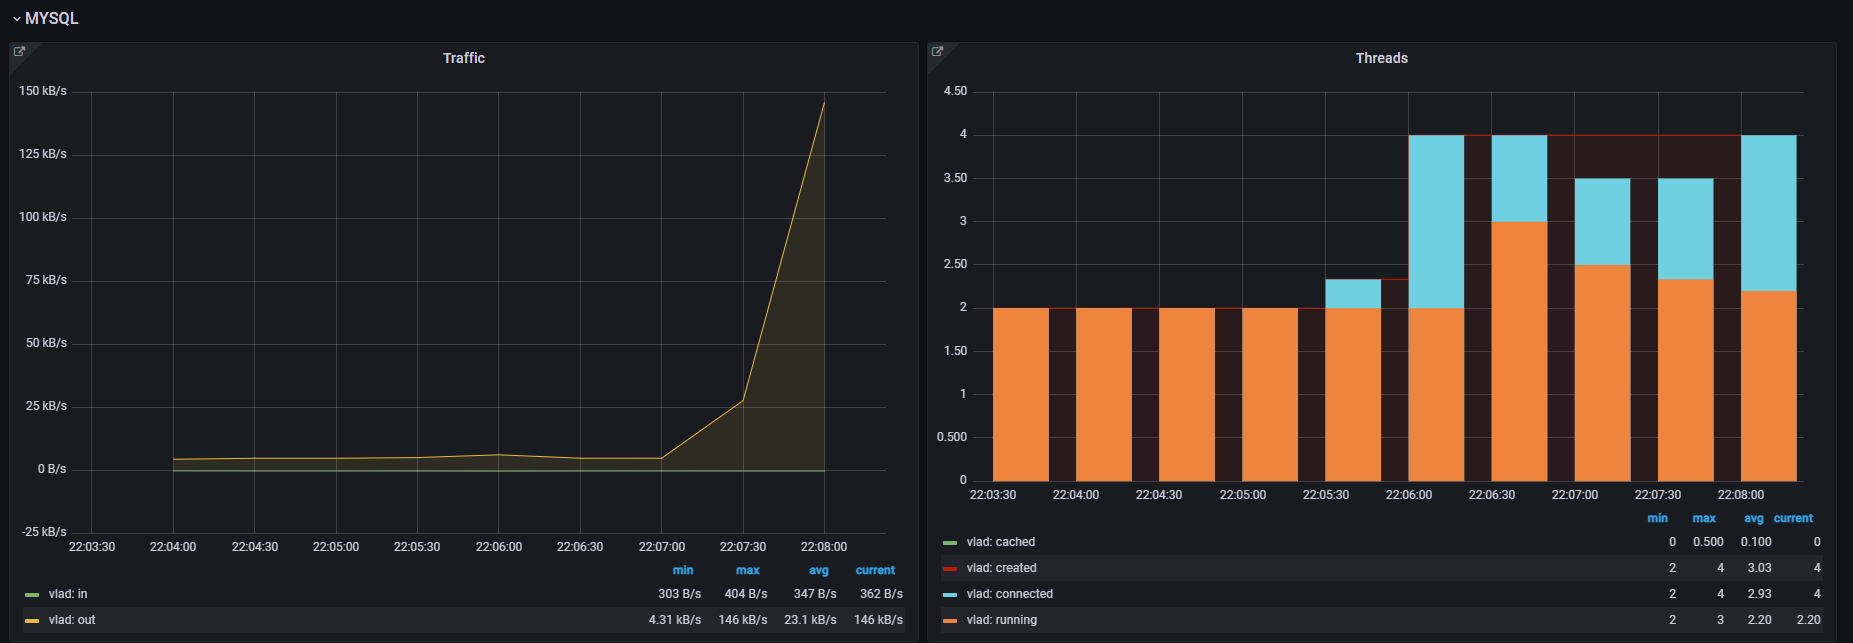 MYSQL
Traffic
150 kB/s
125 kB/s
100 kB/s
75 kB/s
50 kB/s
25 kB/s
0 B/s
-25 kB/s
22:03:30 22:04:00 22:04:30 22:05:00 22:05:30 22:06:00 22:06:30 22:07:00 22:07:30 22:08:00
min max avg current
vlad: in 303 B/s 404 B/s 347 B/s 362 B/s
vlad: out 4.31 kB/s 146 kB/s 23.1 kB/s 146 kB/s
Threads
4.50
4
3.50
3
2.50
2
1.50
1
0.500
0
22:03:30 22:04:00 22:04:30 22:05:00 22:05:30 22:06:00 22:06:30 22:07:00 22:07:30 22:08:00
min max avg current
vlad: cached 0 0.500 0.100 0
vlad: created 2 4 3.03 4
vlad: connected 2 4 2.93 4
vlad: running 2 3 2.20 2.20